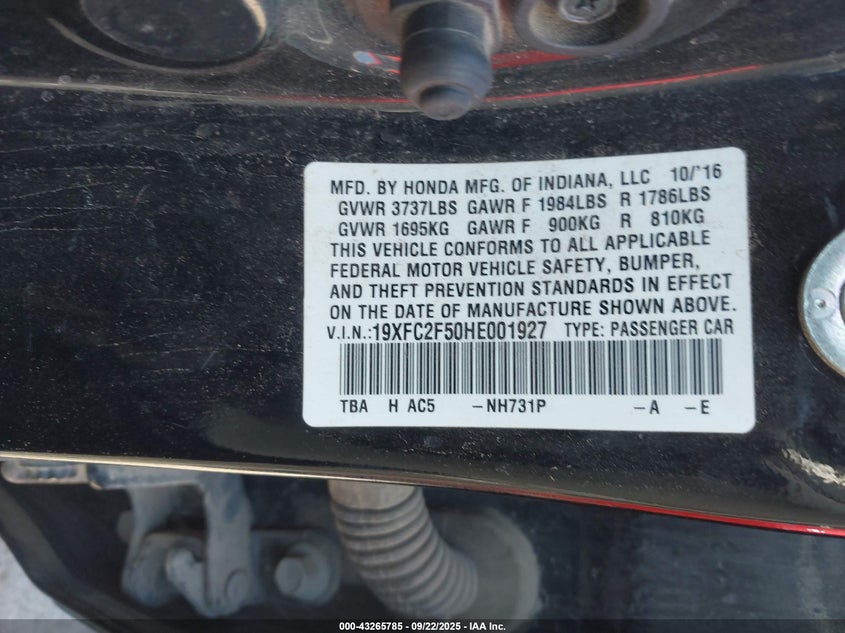 MFD. BY HONDA MFG. OF INDIANA, LLC 10/'16
GVWR 3737LBS GAWR F 1984LBS R 1786LBS
GVWR 1695KG GAWR F 900KG R 810KG
THIS VEHICLE CONFORMS TO ALL APPLICABLE
FEDERAL MOTOR VEHICLE SAFETY, BUMPER,
AND THEFT PREVENTION STANDARDS IN EFFECT
ON THE DATE OF MANUFACTURE SHOWN ABOVE.
V.I.N.:19XFC2F50HE001927 TYPE: PASSENGER CAR
TBA H AC5 -NH731P -A -E
000-43265785 - 09/22/2025 - IAA Inc.